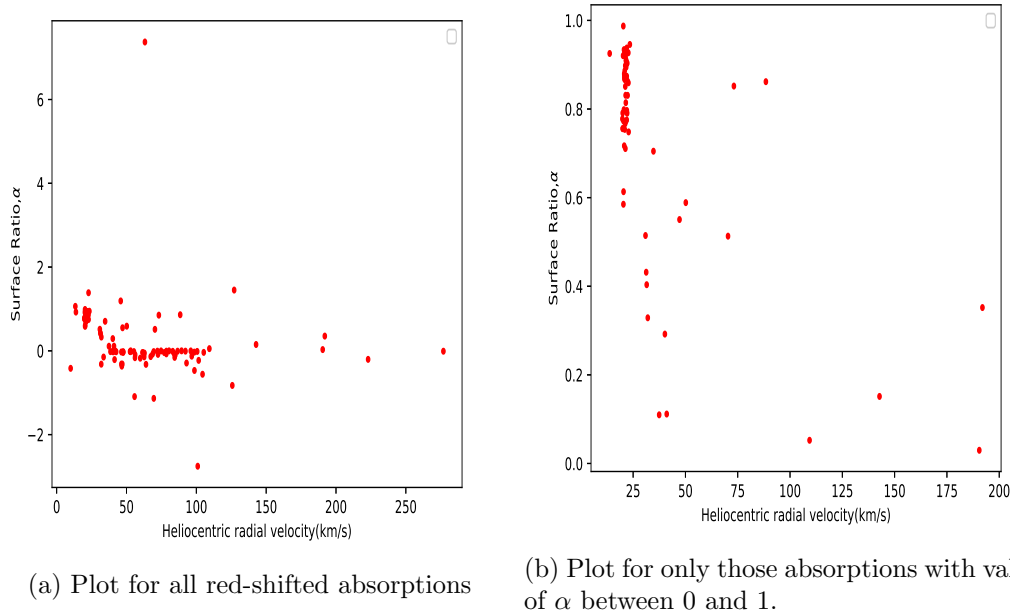 6
4
2
0
−2
Surface Ratio,α
0 50 100 150 200 250
Heliocentric radial velocity(km/s)
(a) Plot for all red-shifted absorptions
1.0
0.8
0.6
0.4
0.2
0.0
Surface Ratio,α
25 50 75 100 125 150 175 200
Heliocentric radial velocity(km/s)
(b) Plot for only those absorptions with val
of α between 0 and 1.